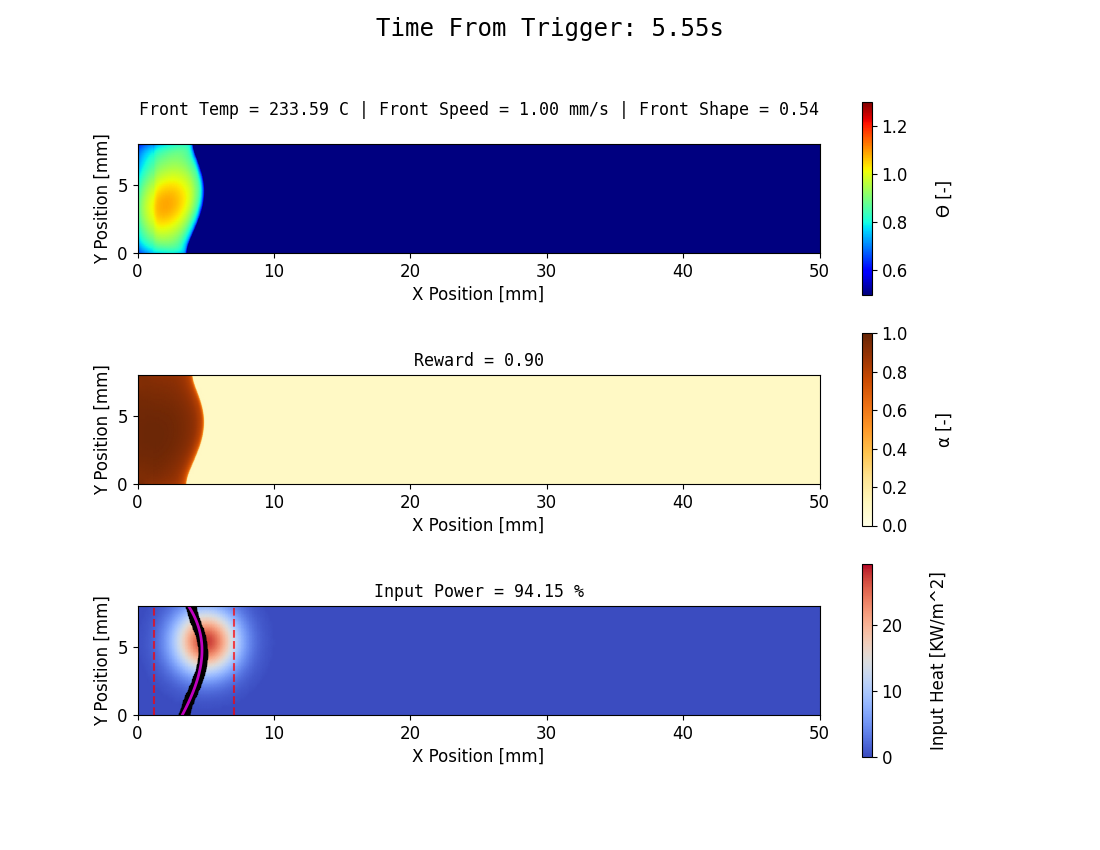 Time From Trigger: 5.55s
Front Temp = 233.59 C | Front Speed = 1.00 mm/s | Front Shape = 0.54
Y Position [mm]
5
0
0 10 20 30 40 50
X Position [mm]
1.2
1.0
0.8
0.6
Θ [-]
Reward = 0.90
Y Position [mm]
5
0
0 10 20 30 40 50
X Position [mm]
1.0
0.8
0.6
0.4
0.2
0.0
α [-]
Input Power = 94.15 %
Y Position [mm]
5
0
0 10 20 30 40 50
X Position [mm]
20
10
0
Input Heat [KW/m^2]